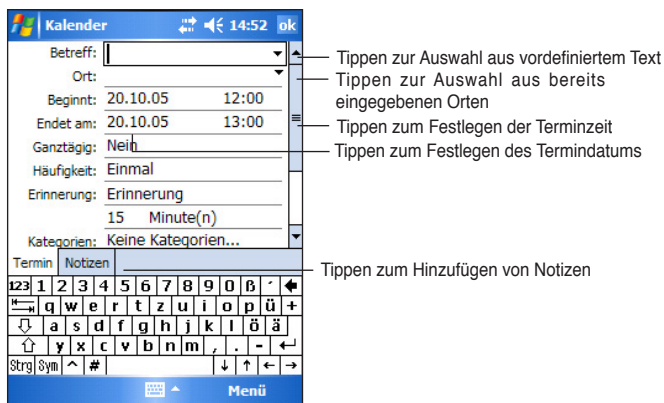 Kalender 14:52 ok
Betreff:
Ort:
Beginnt: 20.10.05 12:00
Endet am: 20.10.05 13:00
Ganztägig: Nein
Häufigkeit: Einmal
Erinnerung: Erinnerung
15 Minute(n)
Kategorien: Keine Kategorien...
Termin Notizen
123 1 2 3 4 5 6 7 8 9 0 ß ´
q w e r t z u i o p ü +
a s d f g h j k l ö ä
y x c v b n m , . -
Strg Sym ^ # ↓ ↑ ← →
Menü
Tippen zur Auswahl aus vordefiniertem Text
Tippen zur Auswahl aus bereits
eingegebenen Orten
Tippen zum Festlegen der Terminzeit
Tippen zum Festlegen des Termindatums
Tippen zum Hinzufügen von Notizen